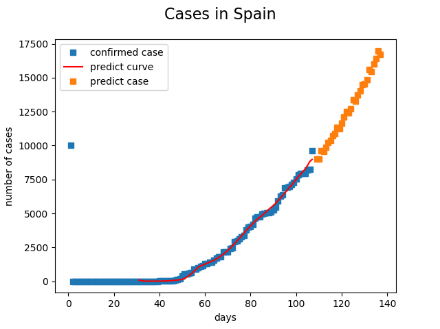 Cases in Spain
17500
15000
12500
10000
7500
5000
2500
0
number of cases
confirmed case
predict curve
predict case
0 20 40 60 80 100 120 140
days